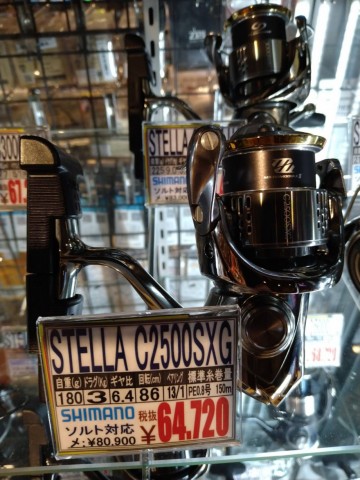 STELLA C2500SXG
自重(g) ドラグ(Kg) ギヤ比 回転(cm) ベアリング 標準糸巻量
180 3 6.4 86 13/1 PE0.8号 150m
SHIMANO
ソルト対応
メ:¥80,900
税抜
¥64.720
STELLA C
SHIMANO
ソルト対応